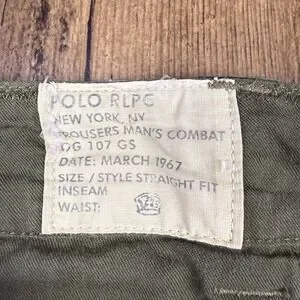 POLO RLPC
NEW YORK, NY
TROUSERS MAN'S COMBAT
OG 107 GS
DATE: MARCH 1967
SIZE / STYLE STRAIGHT FIT
INSEAM
WAIST: